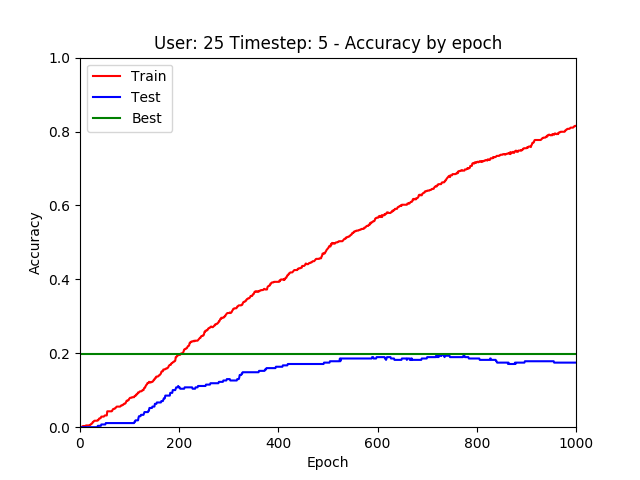 User: 25 Timestep: 5 - Accuracy by epoch
1.0
0.8
0.6
0.4
0.2
0.0
Accuracy
Train
Test
Best
0 200 400 600 800 1000
Epoch